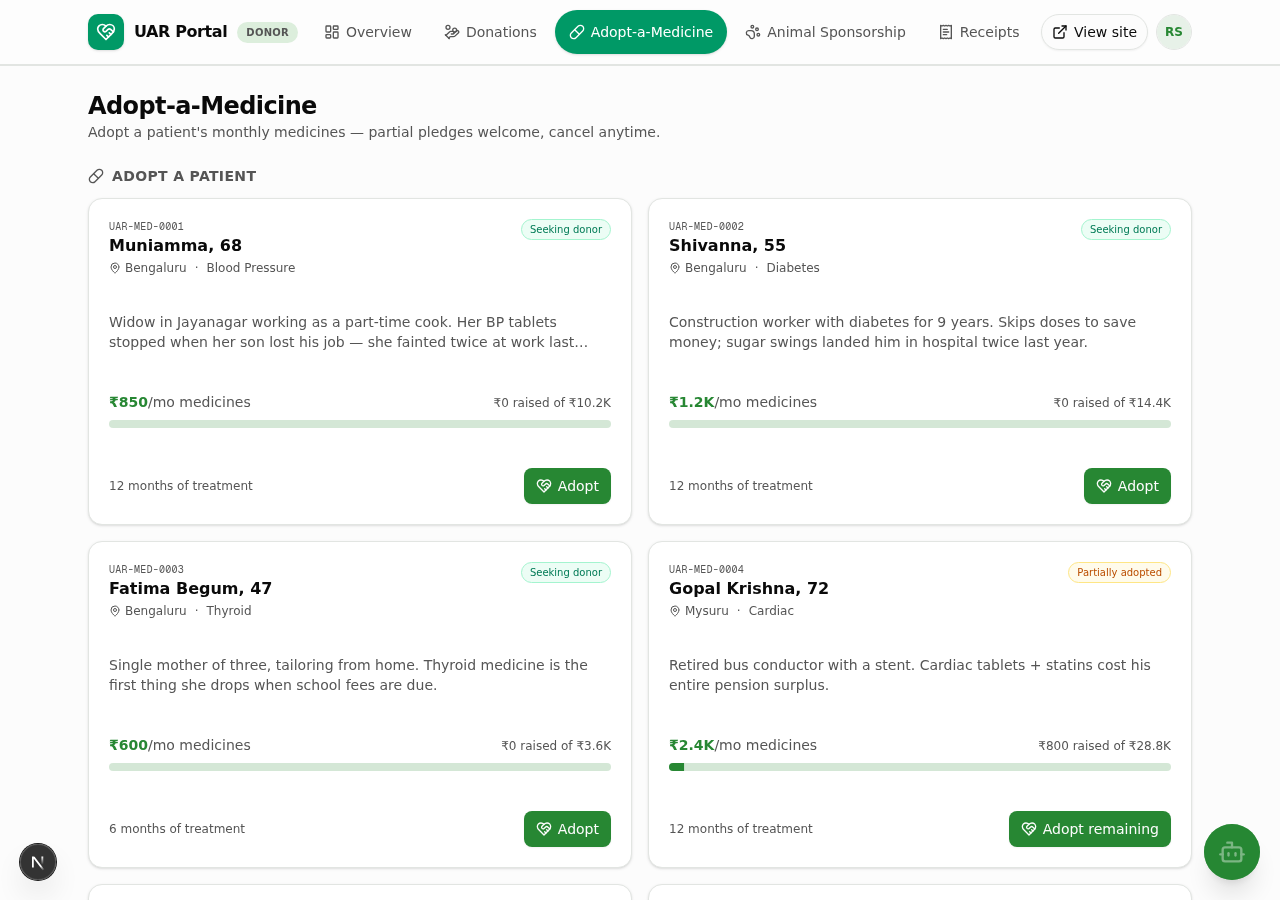 UAR Portal DONOR Overview Donations Adopt-a-Medicine Animal Sponsorship Receipts View site RS
Adopt-a-Medicine
Adopt a patient's monthly medicines — partial pledges welcome, cancel anytime.
ADOPT A PATIENT
UAR-MED-0001
Seeking donor
Muniamma, 68
Bengaluru · Blood Pressure
Widow in Jayanagar working as a part-time cook. Her BP tablets
stopped when her son lost his job — she fainted twice at work last…
₹850/mo medicines
₹0 raised of ₹10.2K
12 months of treatment
Adopt
UAR-MED-0002
Seeking donor
Shivanna, 55
Bengaluru · Diabetes
Construction worker with diabetes for 9 years. Skips doses to save
money; sugar swings landed him in hospital twice last year.
₹1.2K/mo medicines
₹0 raised of ₹14.4K
12 months of treatment
Adopt
UAR-MED-0003
Seeking donor
Fatima Begum, 47
Bengaluru · Thyroid
Single mother of three, tailoring from home. Thyroid medicine is the
first thing she drops when school fees are due.
₹600/mo medicines
₹0 raised of ₹3.6K
6 months of treatment
Adopt
UAR-MED-0004
Partially adopted
Gopal Krishna, 72
Mysuru · Cardiac
Retired bus conductor with a stent. Cardiac tablets + statins cost his
entire pension surplus.
₹2.4K/mo medicines
₹800 raised of ₹28.8K
12 months of treatment
Adopt remaining
N